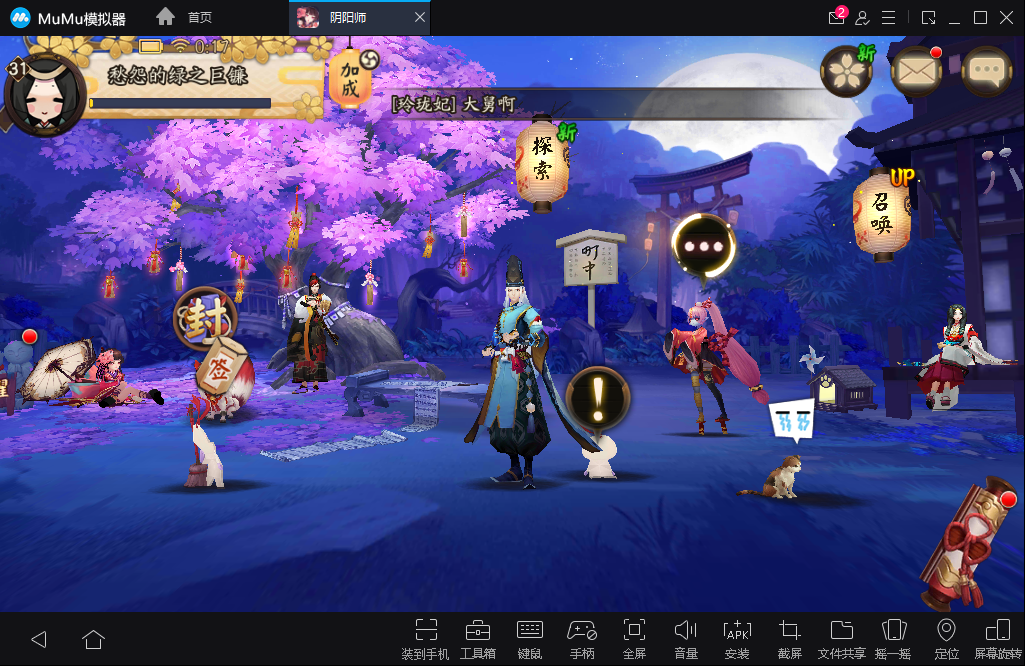 MuMu模拟器
首页
阴阳师
2
31
0:17
愁怨的绿之巨镰
加成
[玲珑妃] 大舅啊
新
探索
新
UP
召唤
町中
封
签
装到手机
工具箱
键鼠
手柄
全屏
音量
APK
安装
截屏
文件共享
摇一摇
定位
屏幕旋转